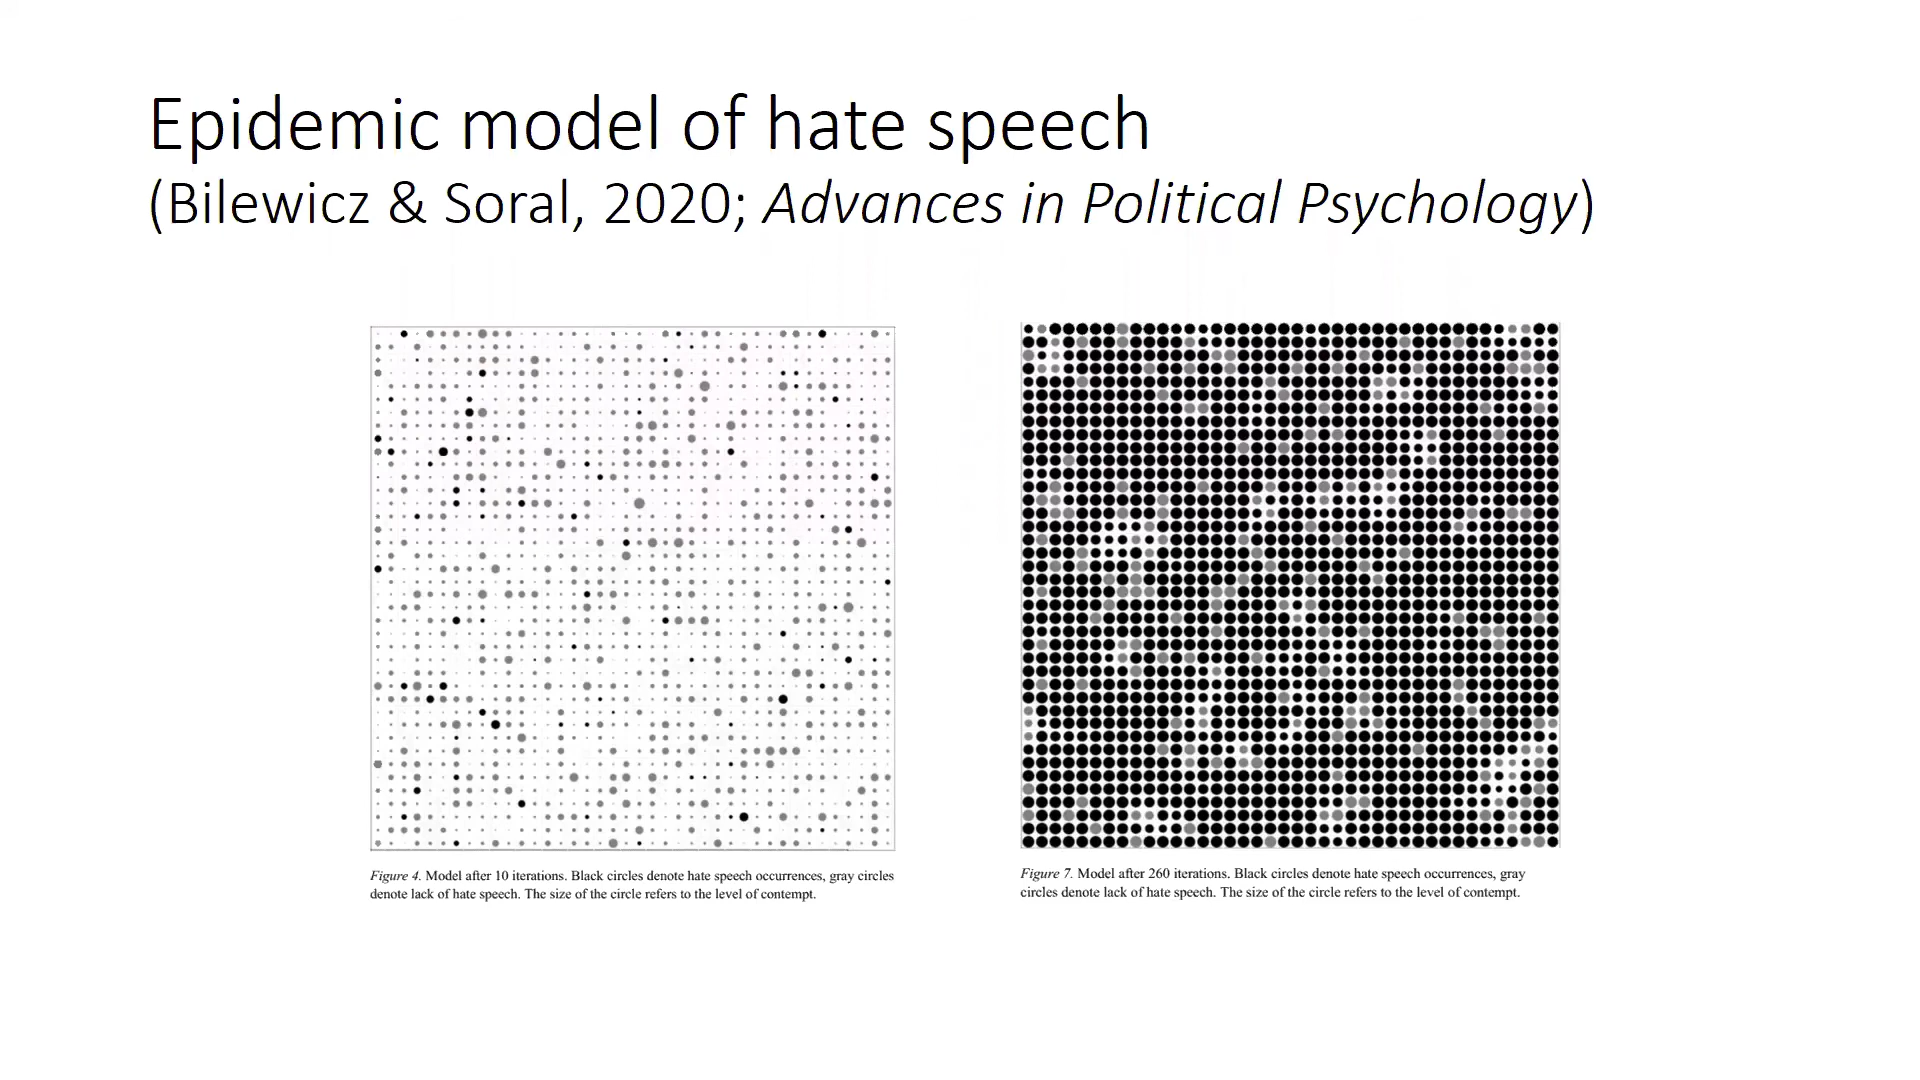 Epidemic model of hate speech
(Bilewicz & Soral, 2020; Advances in Political Psychology)
Figure 4. Model after 10 iterations. Black circles denote hate speech occurrences, gray circles
denote lack of hate speech. The size of the circle refers to the level of contempt.
Figure 7. Model after 260 iterations. Black circles denote hate speech occurrences, gray
circles denote lack of hate speech. The size of the circle refers to the level of contempt.